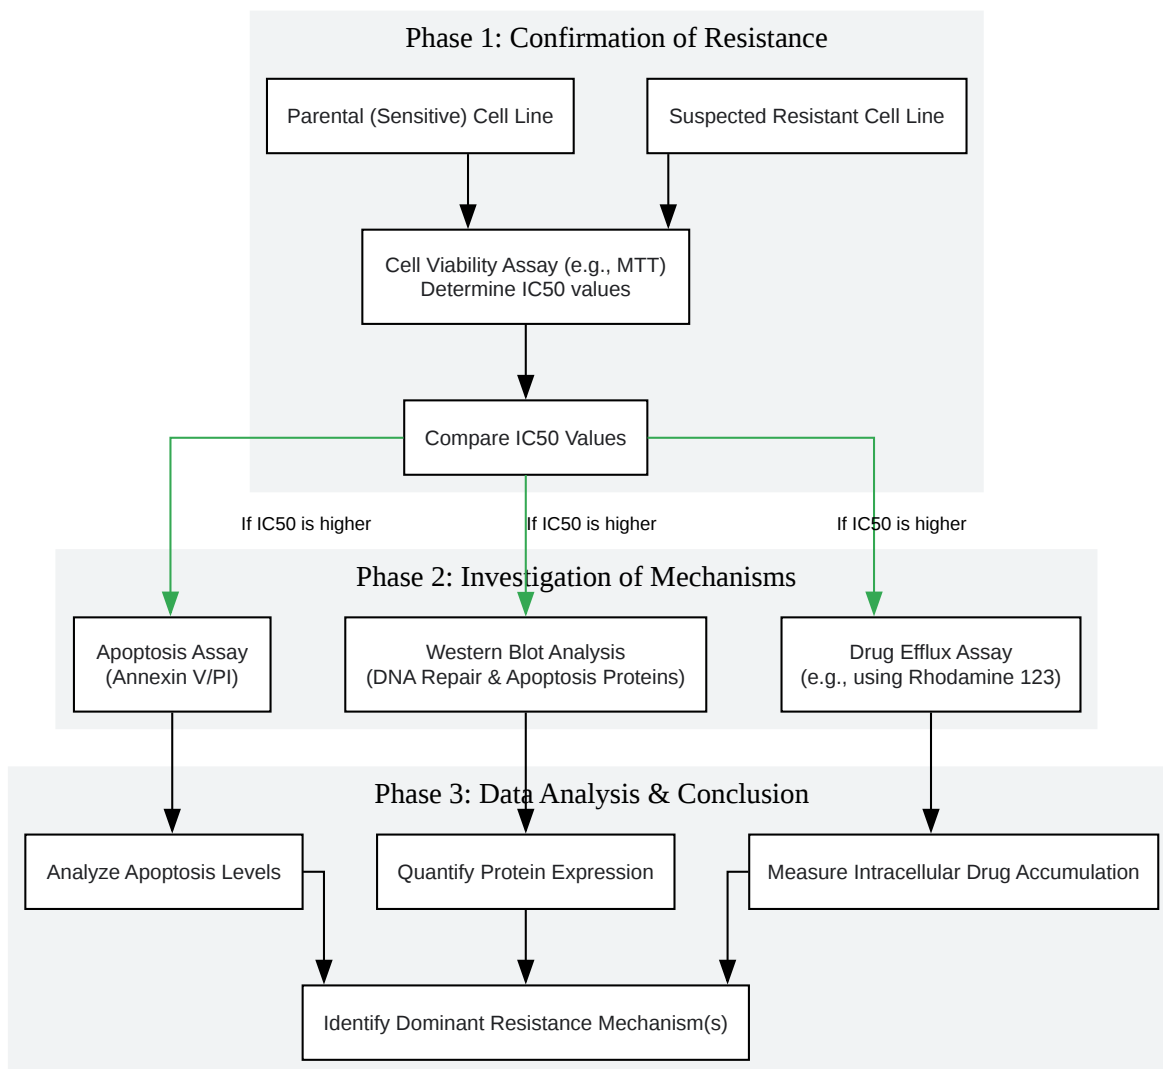 Phase 1: Confirmation of Resistance
Parental (Sensitive) Cell Line
Suspected Resistant Cell Line
Cell Viability Assay (e.g., MTT)
Determine IC50 values
Compare IC50 Values
If IC50 is higher
If IC50 is higher
If IC50 is higher
Phase 2: Investigation of Mechanisms
Apoptosis Assay
(Annexin V/PI)
Western Blot Analysis
(DNA Repair & Apoptosis Proteins)
Drug Efflux Assay
(e.g., using Rhodamine 123)
Phase 3: Data Analysis & Conclusion
Analyze Apoptosis Levels
Quantify Protein Expression
Measure Intracellular Drug Accumulation
Identify Dominant Resistance Mechanism(s)